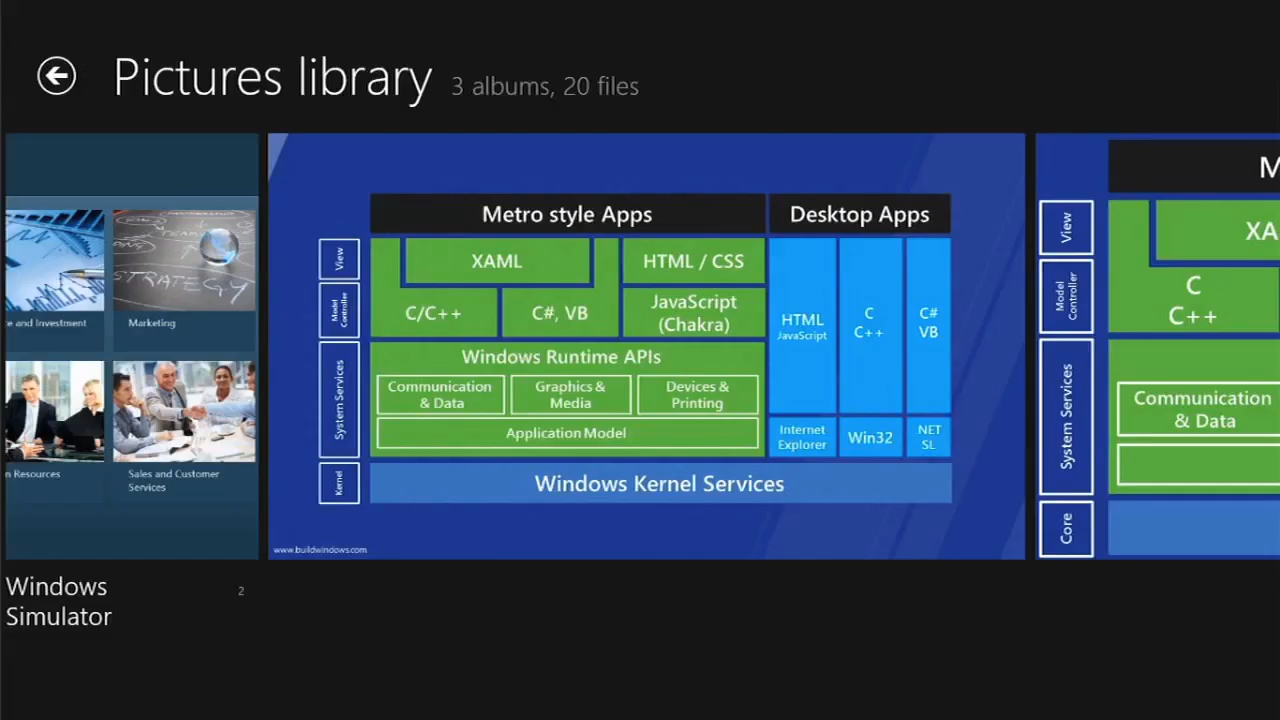 Pictures library 3 albums, 20 files
e and Investment
Marketing
n Resources
Sales and Customer
Services
Windows
Simulator
2
Metro style Apps
Desktop Apps
View
XAML
HTML / CSS
Model
Controller
C/C++
C#, VB
JavaScript
(Chakra)
HTML
JavaScript
C
C++
C#
VB
System Services
Windows Runtime APIs
Communication
& Data
Graphics &
Media
Devices &
Printing
Application Model
Internet
Explorer
Win32
NET
SL
Kernel
Windows Kernel Services
www.buildwindows.com
M
View
XA
Model
Controller
C
C++
System Services
Communication
& Data
Core